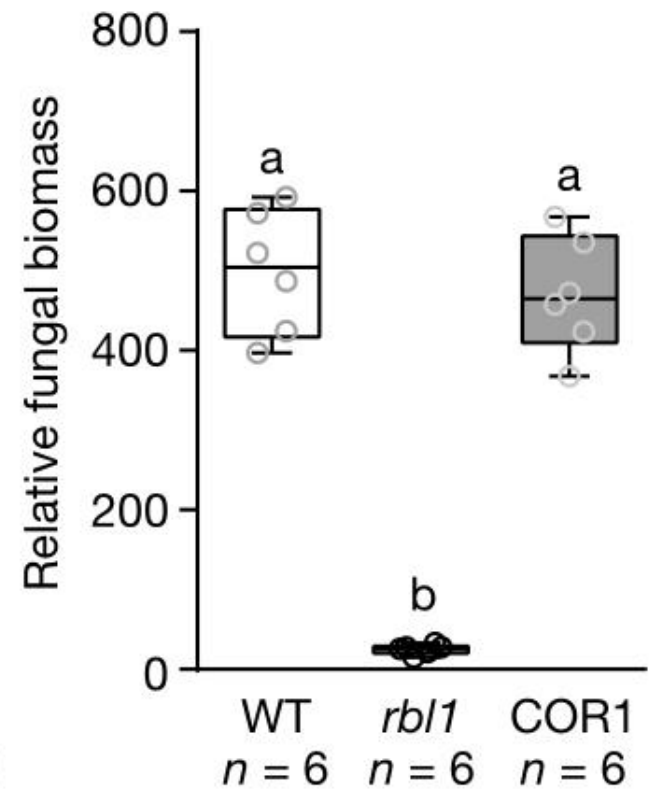 800
600
400
200
0
Relative fungal biomass
a
b
a
WT rbl1 COR1
n = 6 n = 6 n = 6